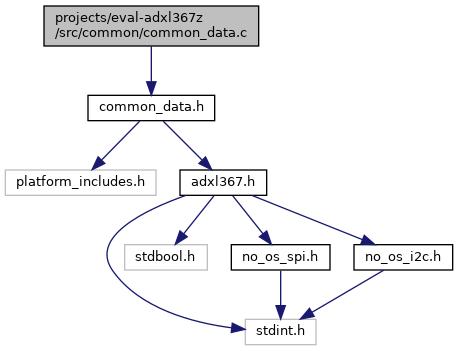 projects/eval-adxl367z
/src/common/common_data.c
common_data.h
platform_includes.h
adxl367.h
stdbool.h
no_os_spi.h
no_os_i2c.h
stdint.h